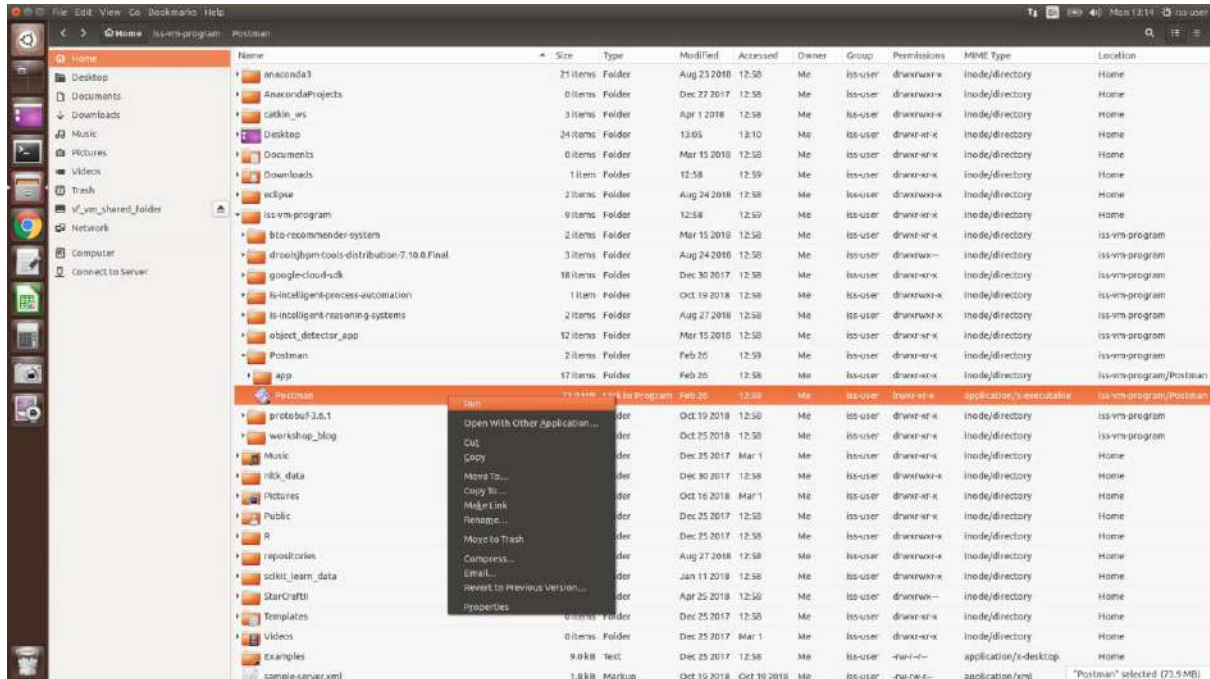 File Edit View Go Bookmarks Help
Mon 13:14 iss-user
Home iss-vm-program Postman
Home
Desktop
Documents
Downloads
Music
Pictures
Videos
Trash
sf_vm_shared_folder
Network
Computer
Connect to Server
Name Size Type Modified Accessed Owner Group Permissions MIME Type Location
anaconda3 21 items Folder Aug 23 2018 12:58 Me iss-user drwxrwxr-x inode/directory Home
AnacondaProjects 0 items Folder Dec 27 2017 12:58 Me iss-user drwxrwxr-x inode/directory Home
catkin_ws 3 items Folder Apr 1 2018 12:58 Me iss-user drwxrwxr-x inode/directory Home
Desktop 24 items Folder 13:05 13:10 Me iss-user drwxr-xr-x inode/directory Home
Documents 0 items Folder Mar 15 2018 12:58 Me iss-user drwxr-xr-x inode/directory Home
Downloads 1 item Folder 12:58 12:59 Me iss-user drwxr-xr-x inode/directory Home
eclipse 2 items Folder Aug 24 2018 12:58 Me iss-user drwxrwxr-x inode/directory Home
iss-vm-program 9 items Folder 12:58 12:59 Me iss-user drwxr-xr-x inode/directory Home
bto-recommender-system 2 items Folder Mar 15 2018 12:58 Me iss-user drwxr-xr-x inode/directory iss-vm-program
droolsjbpm-tools-distribution-7.10.0.Final 3 items Folder Aug 24 2018 12:58 Me iss-user drwxrwx--- inode/directory iss-vm-program
google-cloud-sdk 18 items Folder Dec 30 2017 12:58 Me iss-user drwxr-xr-x inode/directory iss-vm-program
is-intelligent-process-automation 1 item Folder Oct 19 2018 12:58 Me iss-user drwxrwxr-x inode/directory iss-vm-program
is-intelligent-reasoning-systems 2 items Folder Aug 27 2018 12:58 Me iss-user drwxrwxr-x inode/directory iss-vm-program
object_detector_app 12 items Folder Mar 15 2018 12:58 Me iss-user drwxr-xr-x inode/directory iss-vm-program
Postman 2 items Folder Feb 26 12:59 Me iss-user drwxr-xr-x inode/directory iss-vm-program
app 17 items Folder Feb 26 12:58 Me iss-user drwxr-xr-x inode/directory iss-vm-program/Postman
Postman 73.9 MB Link to Program Feb 26 12:59 Me iss-user lrwxr-xr-x application/x-executable iss-vm-program/Postman
protobuf-3.6.1 der Oct 19 2018 12:58 Me iss-user drwxr-xr-x inode/directory iss-vm-program
workshop_blog der Oct 25 2018 12:58 Me iss-user drwxr-xr-x inode/directory iss-vm-program
Music der Dec 25 2017 Mar 1 Me iss-user drwxr-xr-x inode/directory Home
nltk_data der Dec 30 2017 12:58 Me iss-user drwxrwxr-x inode/directory Home
Pictures der Oct 16 2018 Mar 1 Me iss-user drwxr-xr-x inode/directory Home
Public der Dec 25 2017 12:58 Me iss-user drwxr-xr-x inode/directory Home
R der Dec 25 2017 12:58 Me iss-user drwxrwxr-x inode/directory Home
repositories der Aug 27 2018 12:58 Me iss-user drwxrwxr-x inode/directory Home
scikit_learn_data der Jan 11 2018 12:58 Me iss-user drwxrwxr-x inode/directory Home
StarCraftII der Apr 25 2018 12:58 Me iss-user drwxrwx--- inode/directory Home
Templates 0 items Folder Dec 25 2017 12:58 Me iss-user drwxr-xr-x inode/directory Home
Videos 0 items Folder Dec 25 2017 Mar 1 Me iss-user drwxr-xr-x inode/directory Home
Examples 9.0 kB Text Dec 25 2017 12:58 Me iss-user -rw-r--r-- application/x-desktop Home
sample-server.xml 1.8 kB Markup Oct 19 2018 Oct 19 2018 Me iss-user -rw-rw-r-- application/xml
Run
Open With Other Application...
Cut
Copy
Move To...
Copy To...
Make Link
Rename...
Move to Trash
Compress...
Email...
Revert to Previous Version...
Properties
"Postman" selected (73.9 MB)